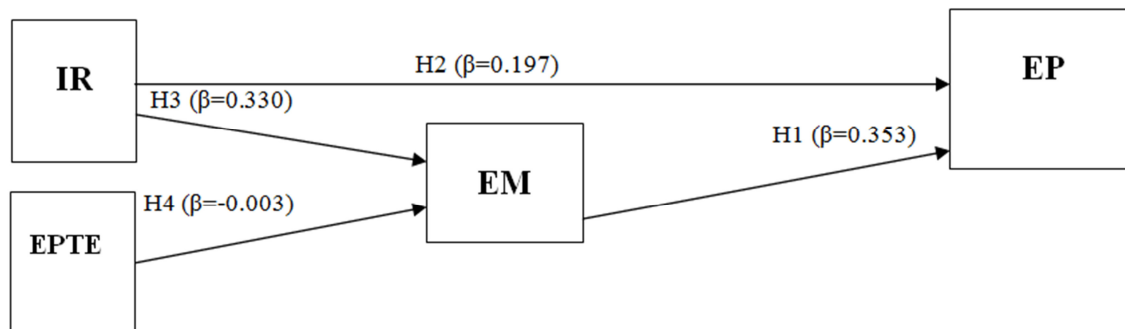 IR
H2 (β=0.197)
EP
H3 (β=0.330)
H1 (β=0.353)
EM
H4 (β=-0.003)
EPTE